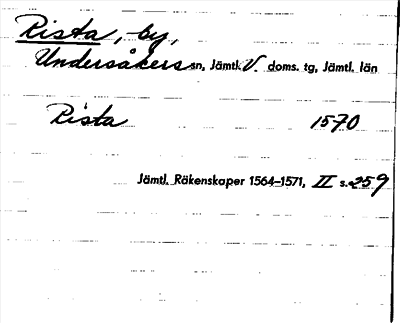 Rista, by,
Undersåkers sn, Jämtl. V. doms. tg, Jämtl. län
Rista 1570
Jämtl. Räkenskaper 1564–1571, II s. 259